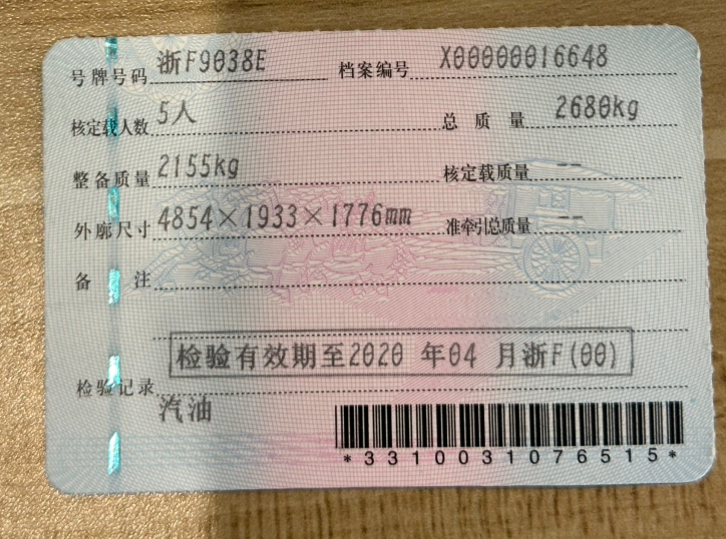 号牌号码 浙F9038E 档案编号 X00000016648
核定载人数 5人 总质量 2680kg
整备质量 2155kg 核定载质量 --
外廓尺寸 4854×1933×1776mm 准牵引总质量 --
备注
检验有效期至2020 年04 月浙F(00)
检验记录
汽油
*3310031076515*